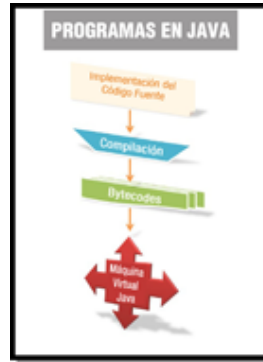 PROGRAMAS EN JAVA
Implementación del
Código Fuente
Compilación
Bytecodes
Máquina
Virtual
Java